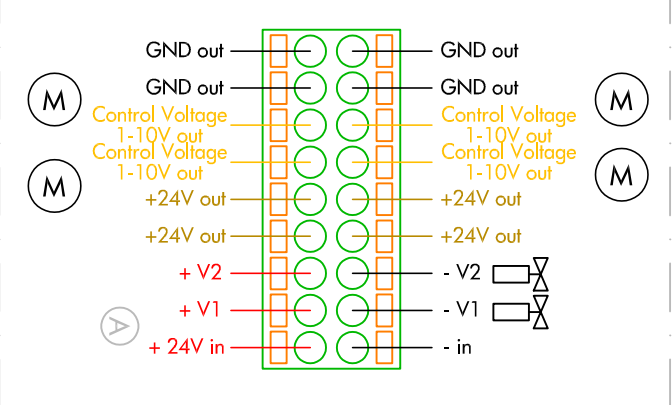 GND out GND out
GND out GND out
M M
Control Voltage Control Voltage
1-10V out 1-10V out
Control Voltage Control Voltage
1-10V out 1-10V out
M M
+24V out +24V out
+24V out +24V out
+ V2 - V2
+ V1 - V1
A
+ 24V in - in